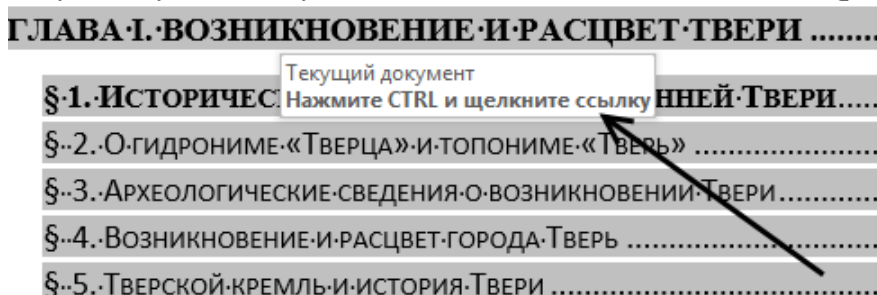 ГЛАВА·I.·ВОЗНИКНОВЕНИЕ·И·РАСЦВЕТ·ТВЕРИ ........
Текущий документ
Нажмите CTRL и щелкните ссылку
§·1.·ИСТОРИЧЕС ННЕЙ·ТВЕРИ.....
§··2.·О·ГИДРОНИМЕ·«ТВЕРЦА»·И·ТОПОНИМЕ·«ТВЕРЬ» ......................
§··3.·АРХЕОЛОГИЧЕСКИЕ·СВЕДЕНИЯ·О·ВОЗНИКНОВЕНИИ·ТВЕРИ............
§··4.·ВОЗНИКНОВЕНИЕ·И·РАСЦВЕТ·ГОРОДА·ТВЕРЬ ..............................
§··5.·ТВЕРСКОЙ·КРЕМЛЬ·И·ИСТОРИЯ·ТВЕРИ .......................................